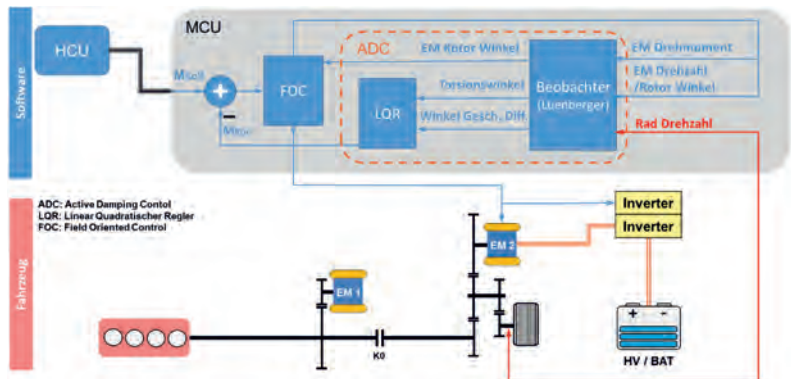 MCU
Software
HCU
Msoll
+
−
FOC
ADC
EM Rotor Winkel
Torsionswinkel
Winkel Gesch. Diff.
LQR
Beobachter
(Luenberger)
EM Drehmoment
EM Drehzahl
/Rotor Winkel
Rad Drehzahl
ADC: Active Damping Contol
LQR: Linear Quadratischer Regler
FOC: Field Oriented Control
Fahrzeug
EM 1
K0
EM 2
Inverter
Inverter
+ -
HV / BAT